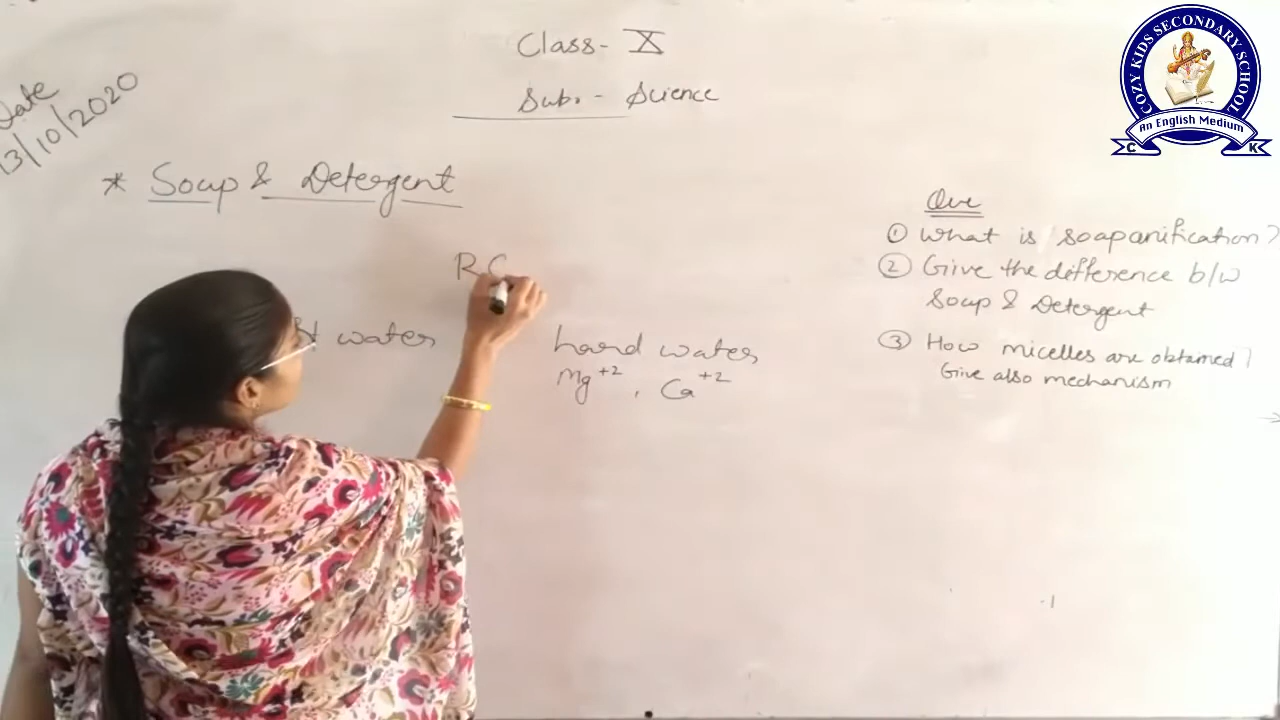 Class- X
Sub. - Science
Date
13/10/2020
* Soap & Detergent
RC
water
hard water
Mg+2 , Ca+2
Que
① What is soapanification?
② Give the difference b/w
Soap & Detergent
③ How micelles are obtained?
Give also mechanism
COZY KIDS SECONDARY SCHOOL
An English Medium
C K